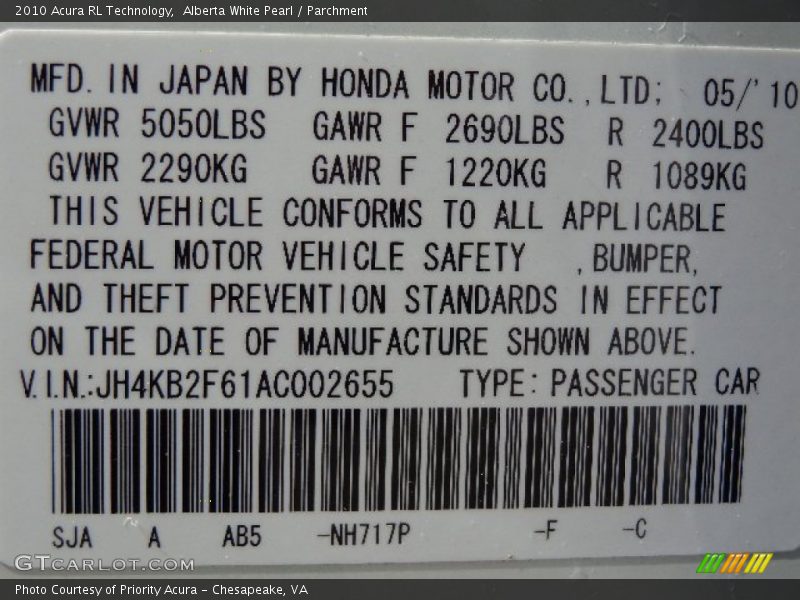 2010 Acura RL Technology,  Alberta White Pearl / Parchment
MFD. IN JAPAN BY HONDA MOTOR CO.,LTD; 05/'10
GVWR 5050LBS GAWR F 2690LBS R 2400LBS
GVWR 2290KG GAWR F 1220KG R 1089KG
THIS VEHICLE CONFORMS TO ALL APPLICABLE
FEDERAL MOTOR VEHICLE SAFETY ,BUMPER,
AND THEFT PREVENTION STANDARDS IN EFFECT
ON THE DATE OF MANUFACTURE SHOWN ABOVE.
V.I.N.:JH4KB2F61AC002655 TYPE: PASSENGER CAR
SJA A AB5 -NH717P -F -C
GTCARLOT.COM
Photo Courtesy of Priority Acura - Chesapeake, VA